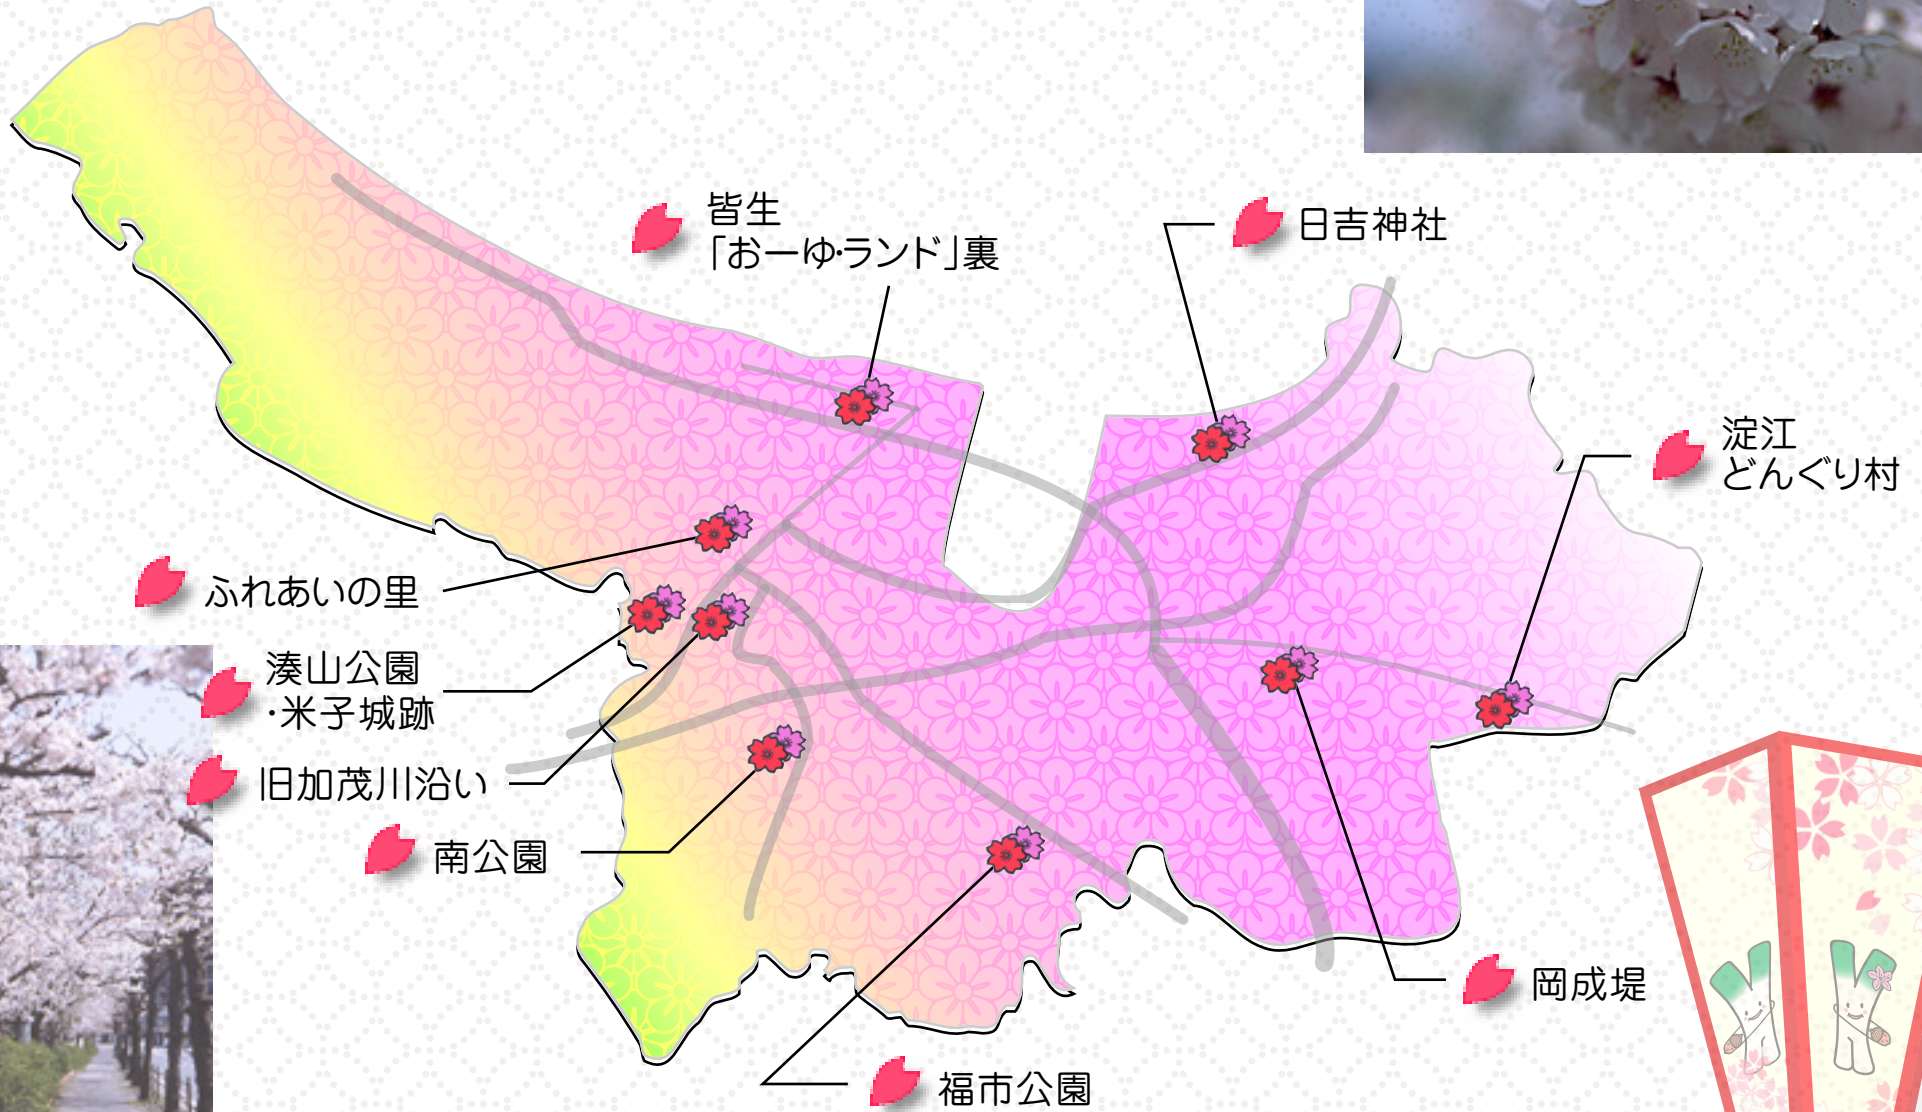 皆生
「おーゆ・ランド」裏
日吉神社
淀江
どんぐり村
ふれあいの里
湊山公園
・米子城跡
旧加茂川沿い
南公園
岡成堤
福市公園